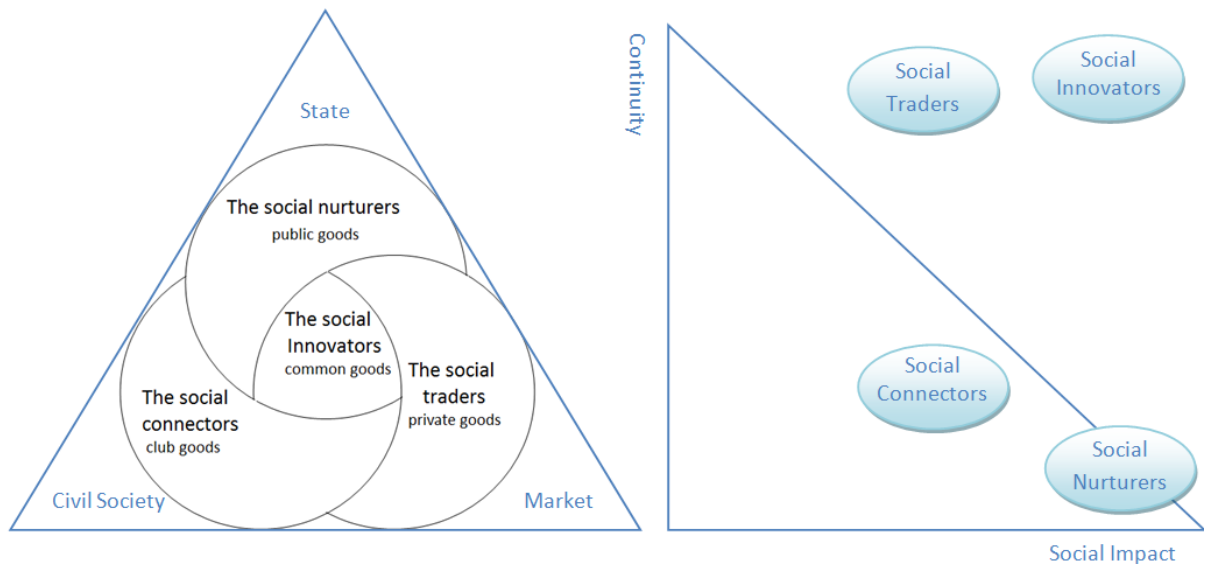 State
The social nurturers
public goods
The social
Innovators
common goods
The social
traders
private goods
The social
connectors
club goods
Civil Society
Market
Continuity
Social
Traders
Social
Innovators
Social
Connectors
Social
Nurturers
Social Impact